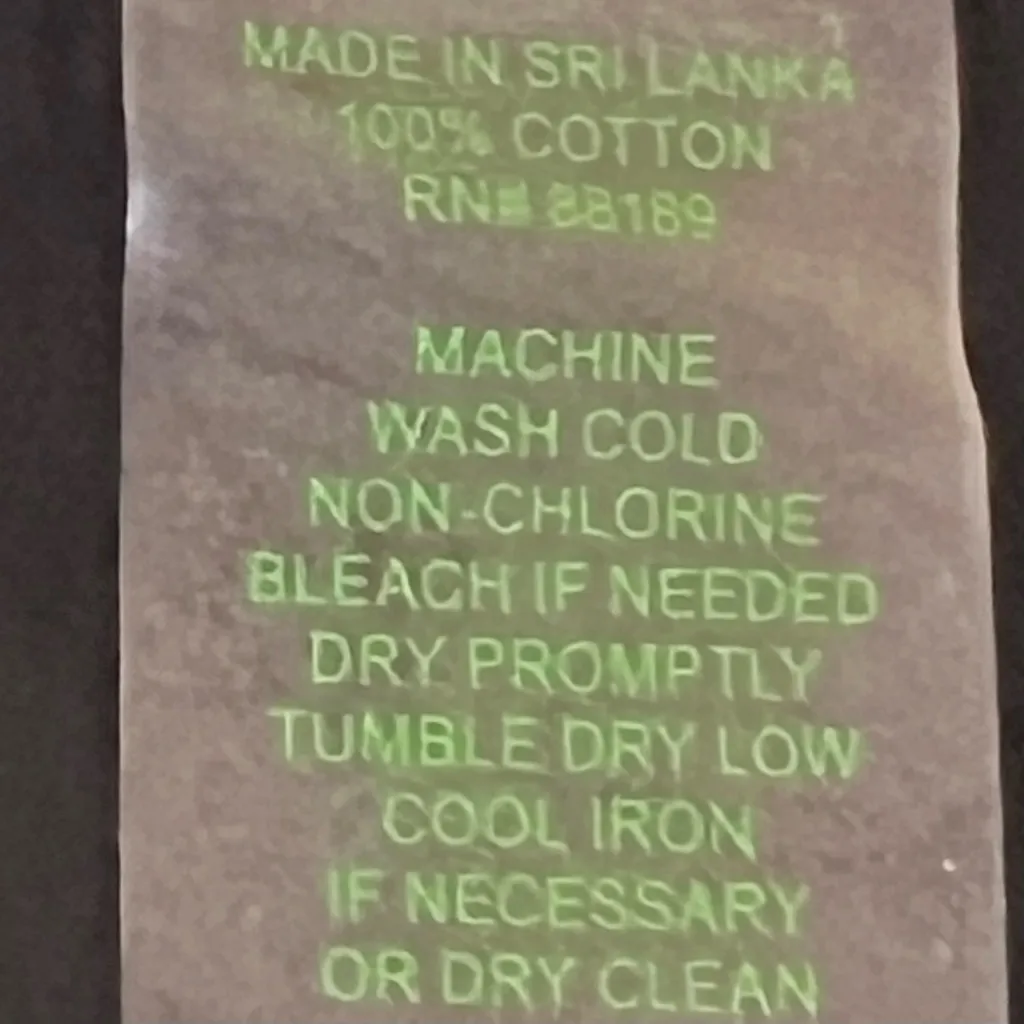 MADE IN SRI LANKA
100% COTTON
RN# 88189
MACHINE
WASH COLD
NON-CHLORINE
BLEACH IF NEEDED
DRY PROMPTLY
TUMBLE DRY LOW
COOL IRON
IF NECESSARY
OR DRY CLEAN